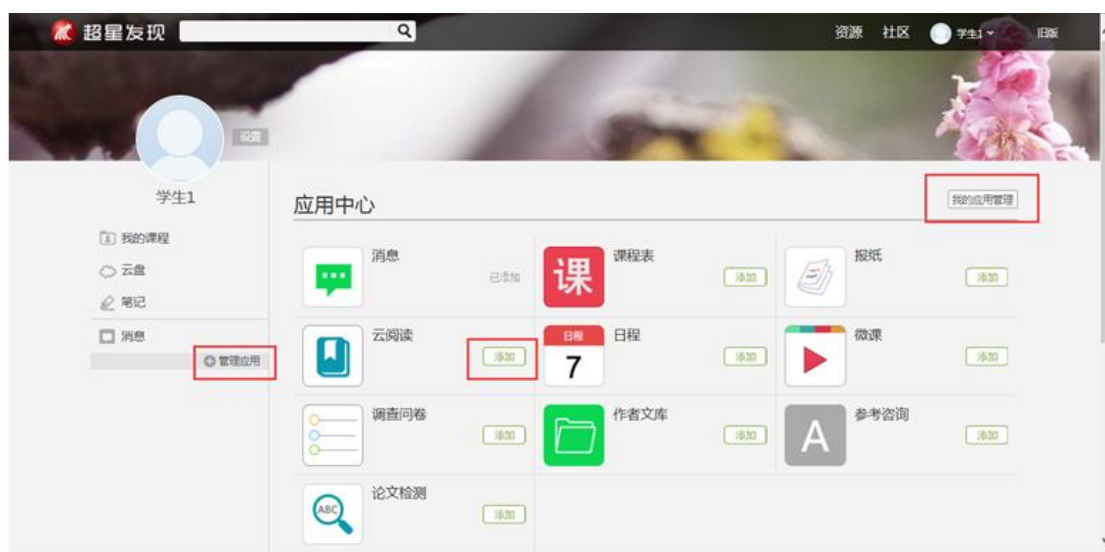 超星发现
资源 社区 学生1 旧版
设置
学生1
我的课程
云盘
笔记
消息
管理应用
应用中心
我的应用管理
消息 已添加
课
课程表 添加
报纸 添加
云阅读 添加
日程
7
日程 添加
微课 添加
调查问卷 添加
作者文库 添加
A
参考咨询 添加
ABC
论文检测 添加